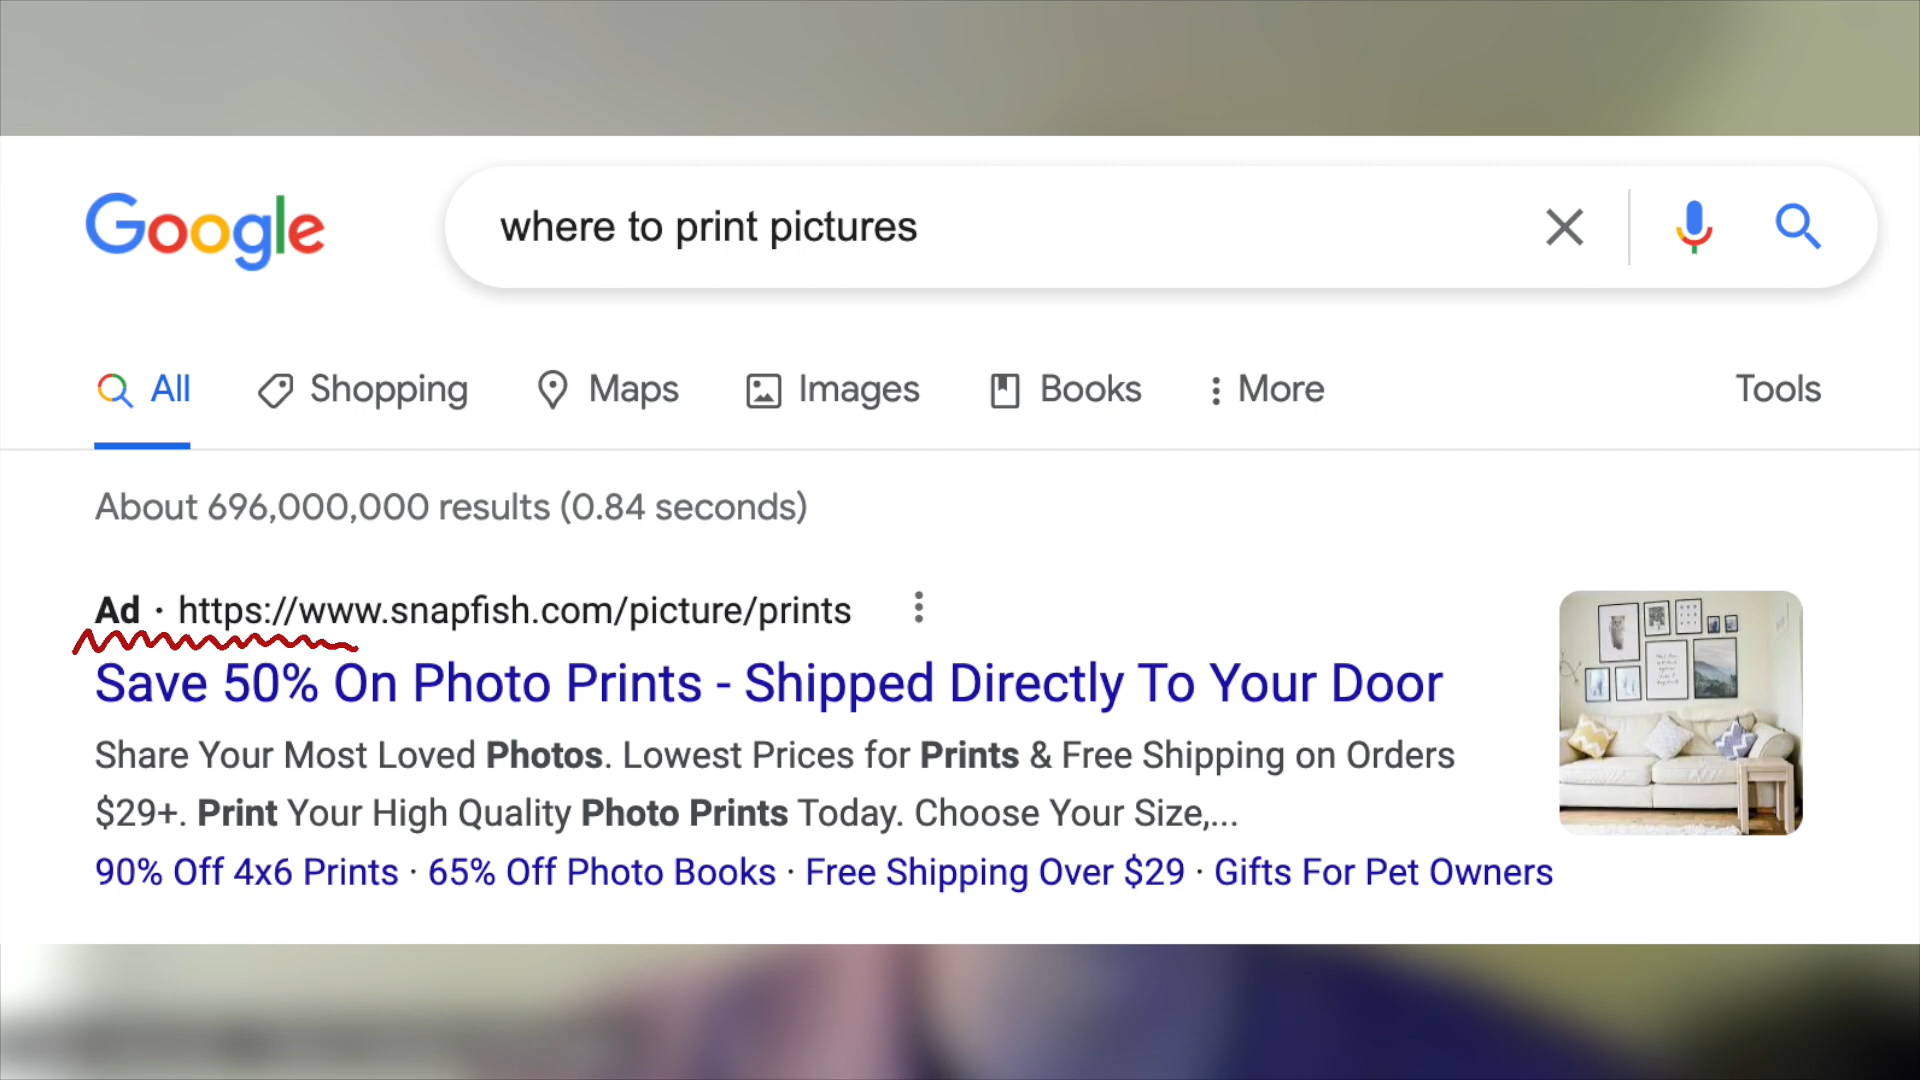 Google
where to print pictures
All Shopping Maps Images Books More Tools
About 696,000,000 results (0.84 seconds)
Ad · https://www.snapfish.com/picture/prints
Save 50% On Photo Prints - Shipped Directly To Your Door
Share Your Most Loved Photos. Lowest Prices for Prints & Free Shipping on Orders
$29+. Print Your High Quality Photo Prints Today. Choose Your Size,...
90% Off 4x6 Prints · 65% Off Photo Books · Free Shipping Over $29 · Gifts For Pet Owners